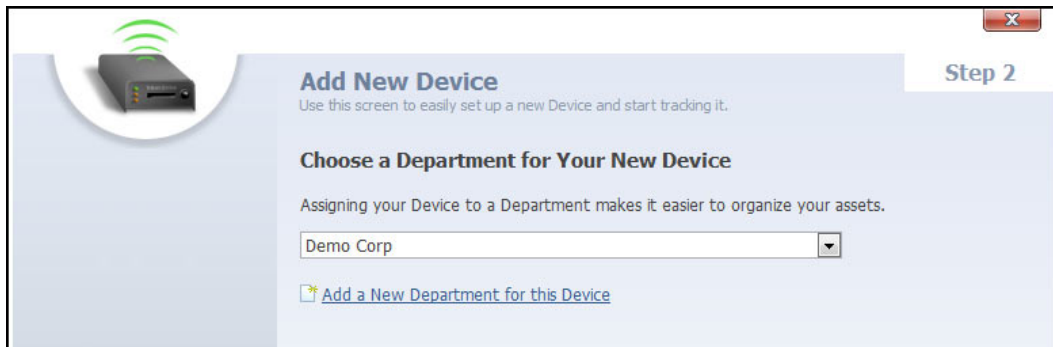 Add New Device
Step 2
Use this screen to easily set up a new Device and start tracking it.
Choose a Department for Your New Device
Assigning your Device to a Department makes it easier to organize your assets.
Demo Corp
Add a New Department for this Device